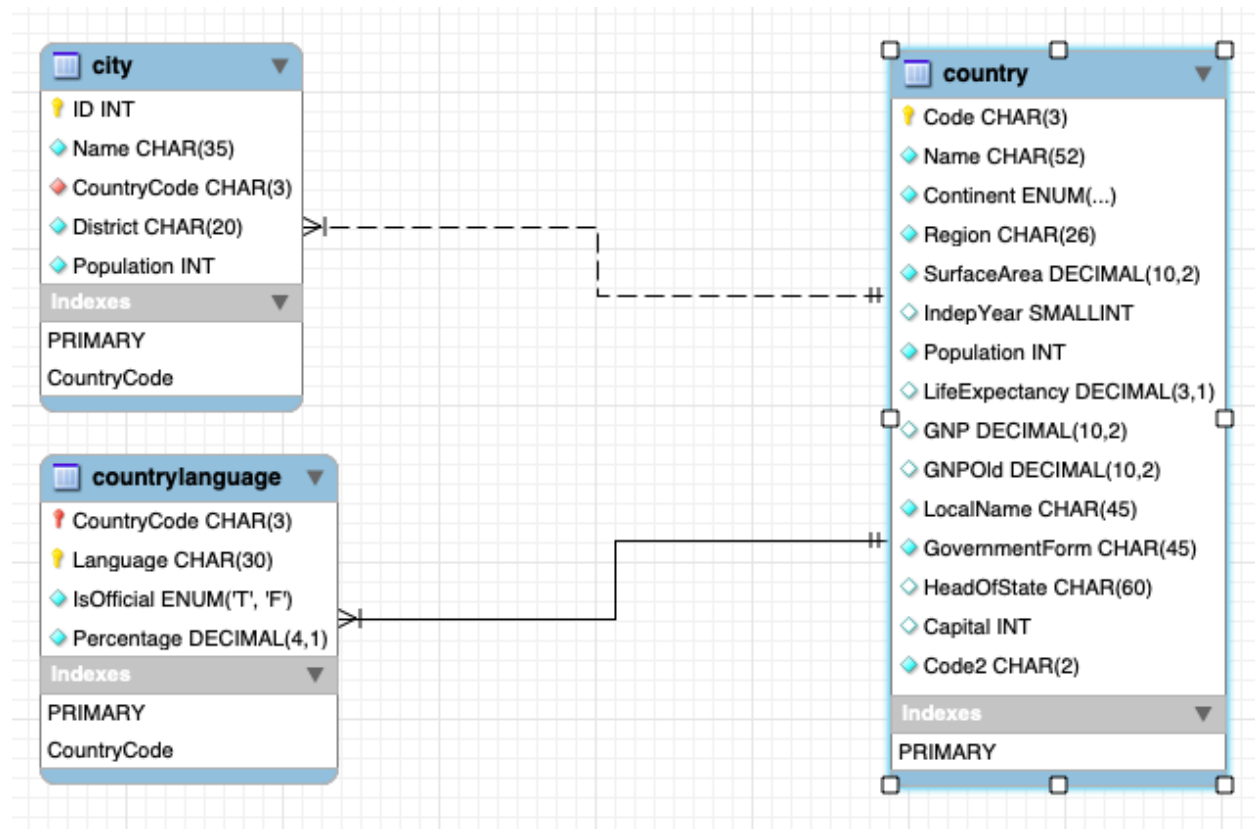 city
ID INT
Name CHAR(35)
CountryCode CHAR(3)
District CHAR(20)
Population INT
Indexes
PRIMARY
CountryCode
countrylanguage
CountryCode CHAR(3)
Language CHAR(30)
IsOfficial ENUM('T', 'F')
Percentage DECIMAL(4,1)
Indexes
PRIMARY
CountryCode
country
Code CHAR(3)
Name CHAR(52)
Continent ENUM(...)
Region CHAR(26)
SurfaceArea DECIMAL(10,2)
IndepYear SMALLINT
Population INT
LifeExpectancy DECIMAL(3,1)
GNP DECIMAL(10,2)
GNPOld DECIMAL(10,2)
LocalName CHAR(45)
GovernmentForm CHAR(45)
HeadOfState CHAR(60)
Capital INT
Code2 CHAR(2)
Indexes
PRIMARY